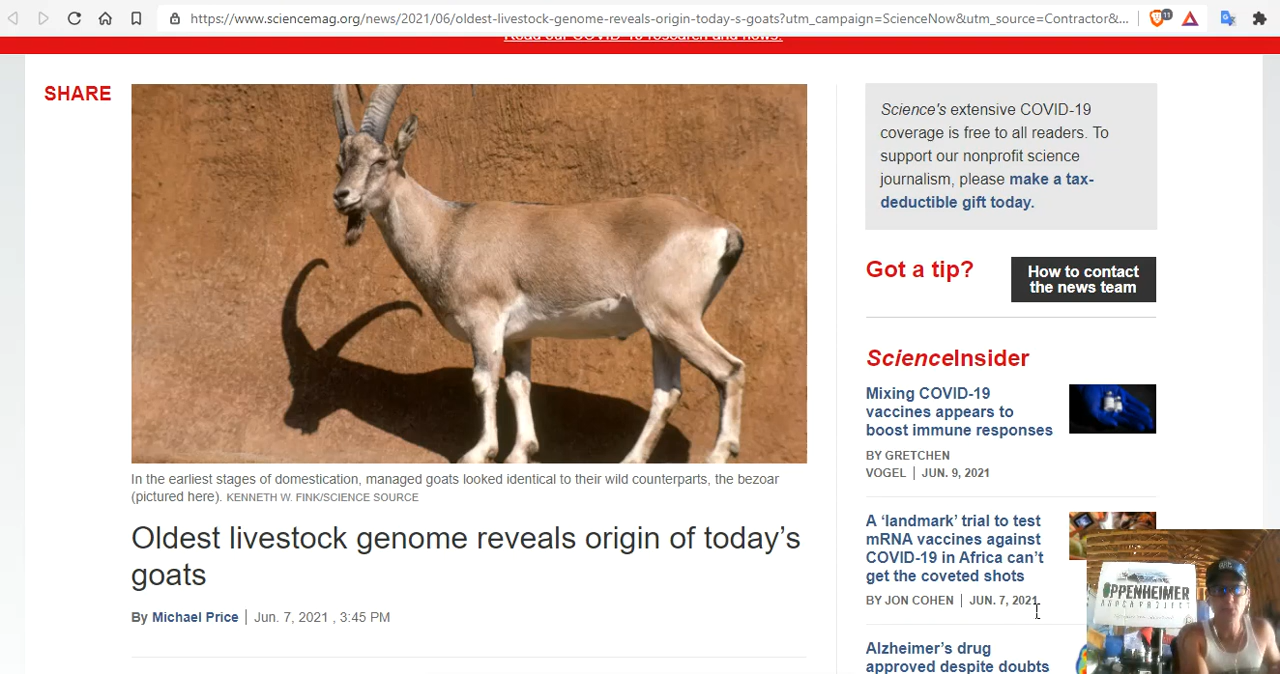 https://www.sciencemag.org/news/2021/06/oldest-livestock-genome-reveals-origin-today-s-goats?utm_campaign=ScienceNow&utm_source=Contractor&...
11
Read our COVID-19 research and news.
SHARE
In the earliest stages of domestication, managed goats looked identical to their wild counterparts, the bezoar
(pictured here). KENNETH W. FINK/SCIENCE SOURCE
Oldest livestock genome reveals origin of today’s
goats
By Michael Price | Jun. 7, 2021 , 3:45 PM
Science's extensive COVID-19
coverage is free to all readers. To
support our nonprofit science
journalism, please make a tax-
deductible gift today.
Got a tip?
How to contact
the news team
ScienceInsider
Mixing COVID-19
vaccines appears to
boost immune responses
BY GRETCHEN
VOGEL | JUN. 9, 2021
A ‘landmark’ trial to test
mRNA vaccines against
COVID-19 in Africa can’t
get the coveted shots
BY JON COHEN | JUN. 7, 2021
Alzheimer’s drug
approved despite doubts
OPPENHEIMER
RANCH PROJECT